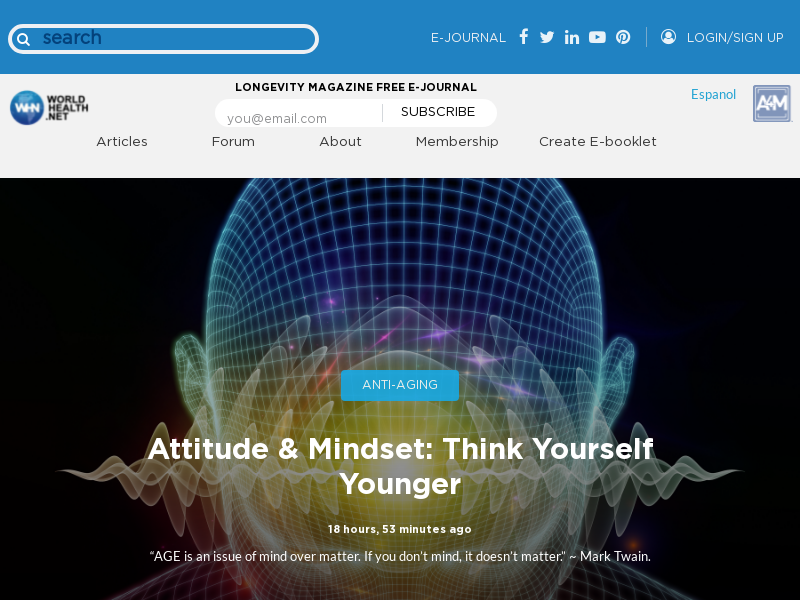 search
E-JOURNAL
LOGIN/SIGN UP
LONGEVITY MAGAZINE FREE E-JOURNAL
you@email.com
SUBSCRIBE
Espanol
WHN WORLD HEALTH .NET
A4M
Articles
Forum
About
Membership
Create E-booklet
ANTI-AGING
Attitude & Mindset: Think Yourself
Younger
18 hours, 53 minutes ago
“AGE is an issue of mind over matter. If you don’t mind, it doesn’t matter.” ~ Mark Twain.